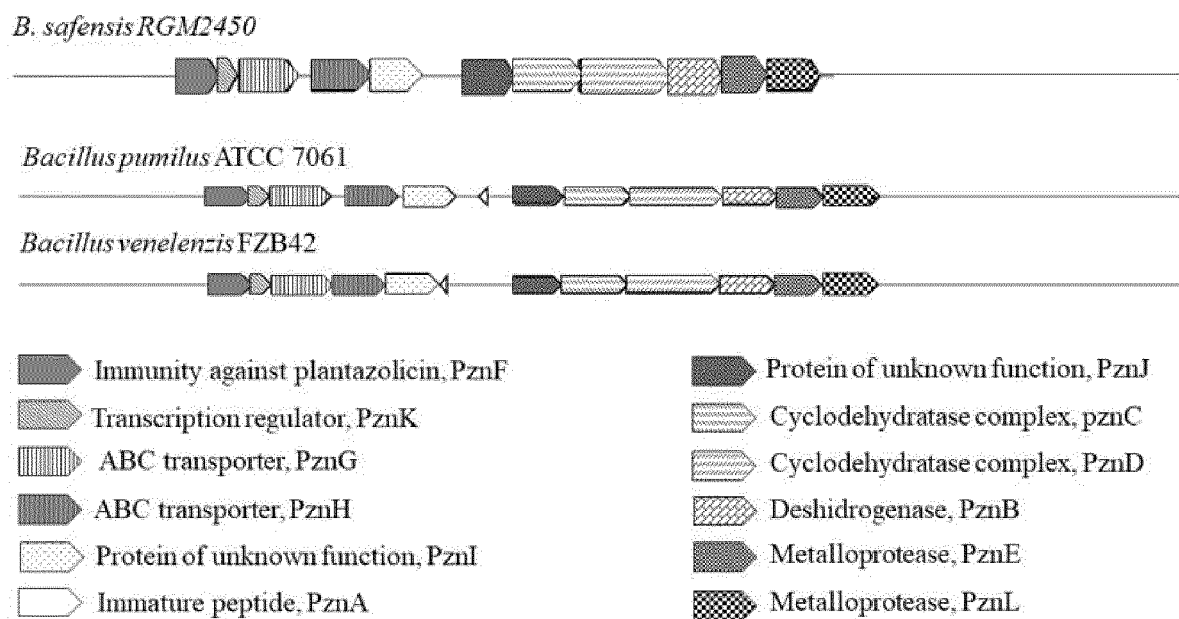 B. safensis RGM2450
Bacillus pumilus ATCC 7061
Bacillus venelenzis FZB42
Immunity against plantazolicin, PznF
Transcription regulator, PznK
ABC transporter, PznG
ABC transporter, PznH
Protein of unknown function, PznI
Immature peptide, PznA
Protein of unknown function, PznJ
Cyclodehydratase complex, pznC
Cyclodehydratase complex, PznD
Deshidrogenase, PznB
Metalloprotease, PznE
Metalloprotease, PznL